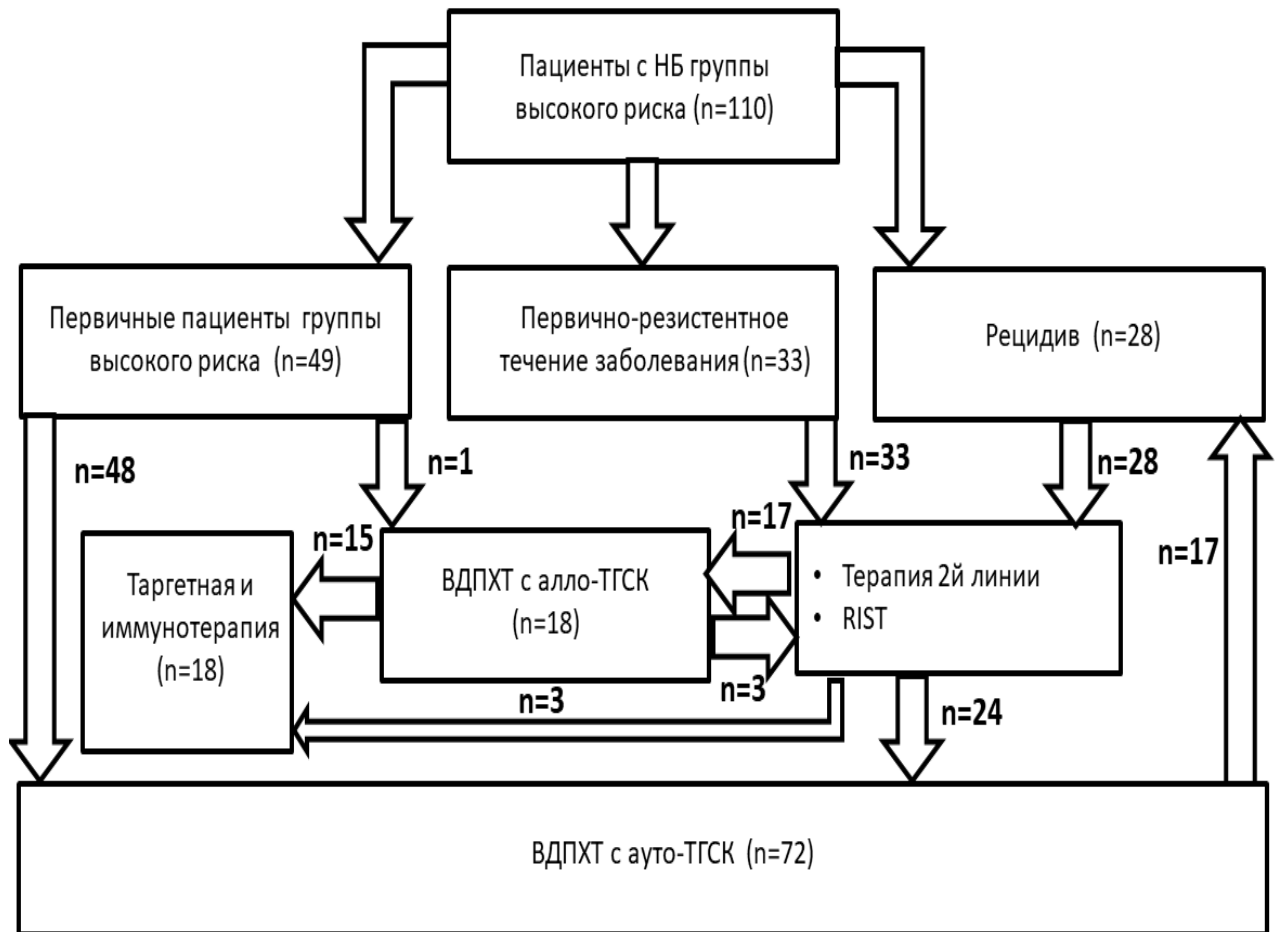 Пациенты с НБ группы
высокого риска (n=110)
Первичные пациенты группы
высокого риска (n=49)
Первично-резистентное
течение заболевания (n=33)
Рецидив (n=28)
n=48
n=1
n=33
n=28
n=17
n=15
n=17
Таргетная и
иммунотерапия
(n=18)
ВДПХТ с алло-ТГСК
(n=18)
• Терапия 2й линии
• RIST
n=3
n=3
n=24
ВДПХТ с ауто-ТГСК (n=72)